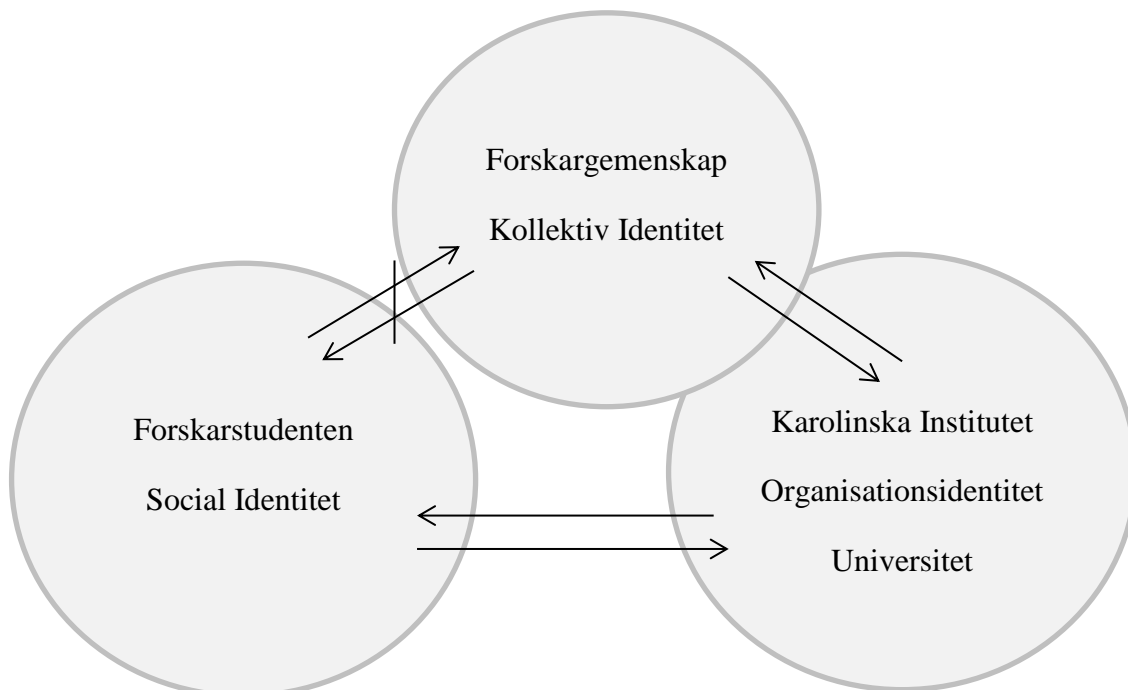 Forskargemenskap
Kollektiv Identitet
Forskarstudenten
Social Identitet
Karolinska Institutet
Organisationsidentitet
Universitet